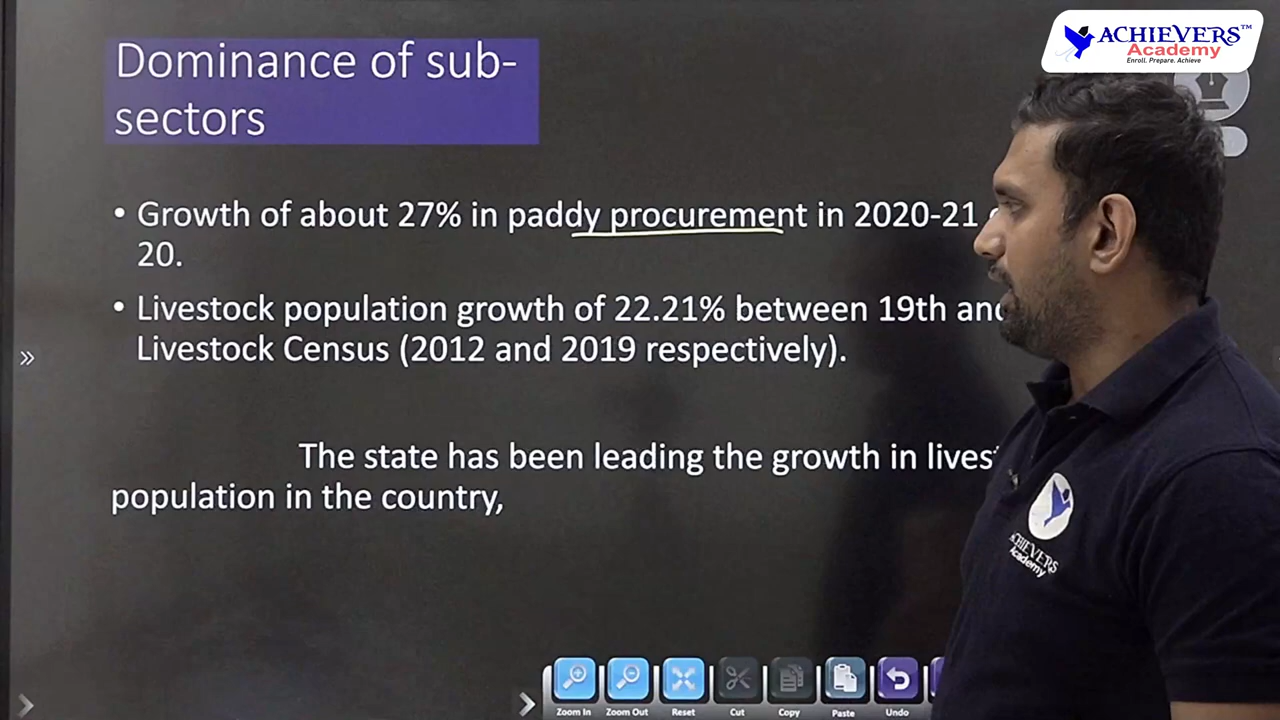 ACHIEVERS™
Academy
Enroll. Prepare. Achieve
Dominance of sub-
sectors
• Growth of about 27% in paddy procurement in 2020-21
20.
• Livestock population growth of 22.21% between 19th and
Livestock Census (2012 and 2019 respectively).
The state has been leading the growth in
population in the country,
ACHIEVERS
Academy
Zoom In Zoom Out Reset Cut Copy Paste Undo